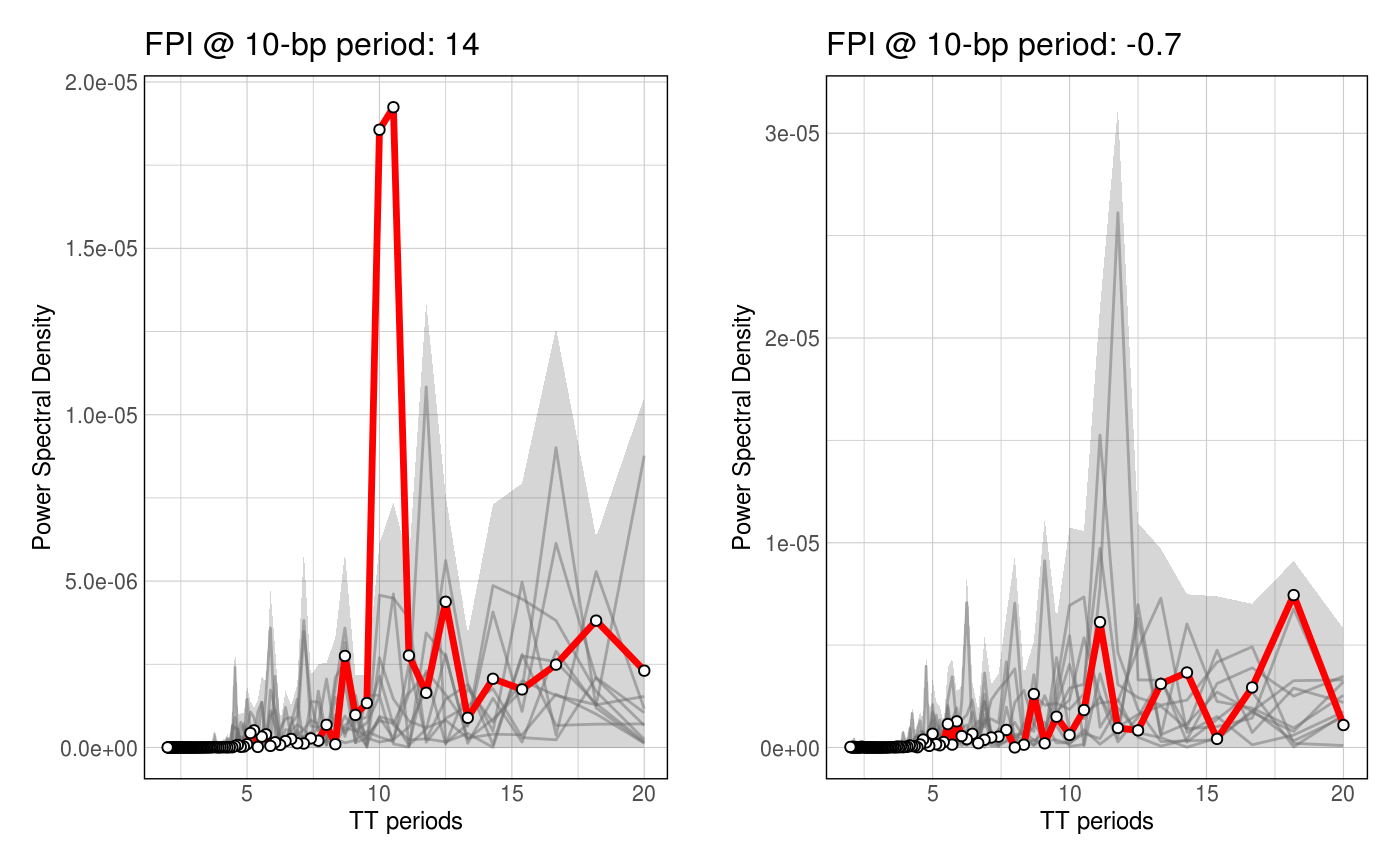 FPI @ 10-bp period: 14
Power Spectral Density
2.0e-05
1.5e-05
1.0e-05
5.0e-06
0.0e+00
5 10 15 20
TT periods
FPI @ 10-bp period: -0.7
Power Spectral Density
3e-05
2e-05
1e-05
0e+00
5 10 15 20
TT periods